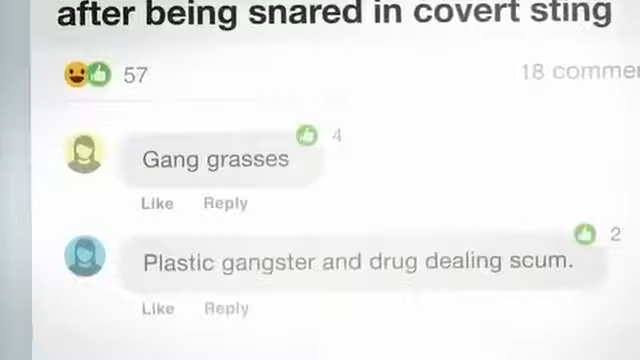 after being snared in covert sting
57
18 comme
4
Gang grasses
Like Reply
2
Plastic gangster and drug dealing scum.
Like Reply